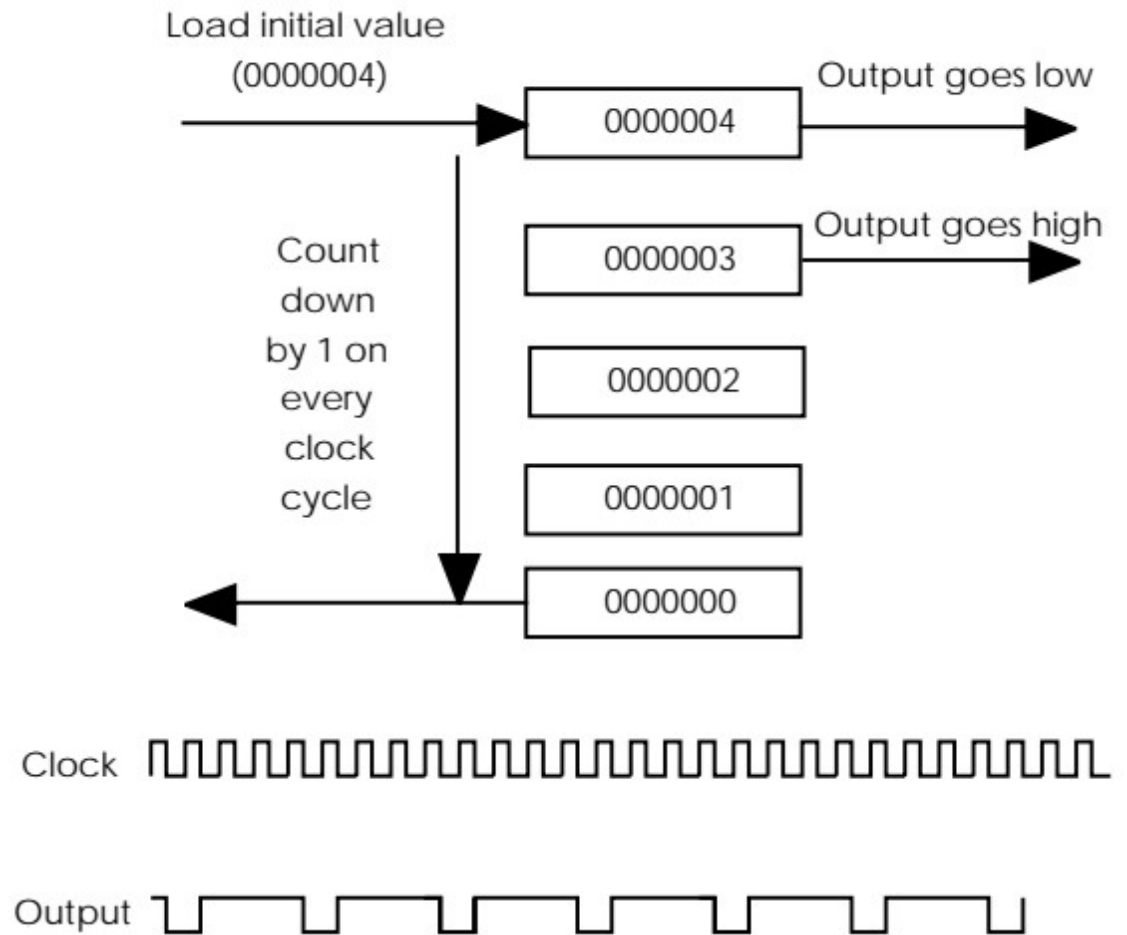 Load initial value
(0000004)
0000004
Output goes low
0000003
Output goes high
Count
down
by 1 on
every
clock
cycle
0000002
0000001
0000000
Clock
Output